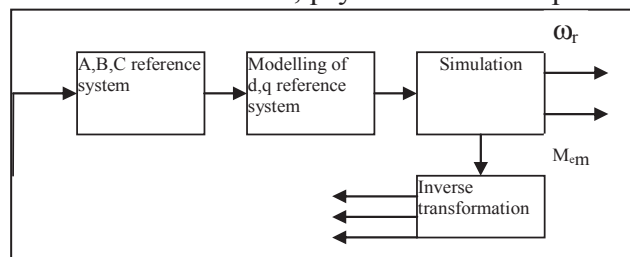 ωr
A,B,C reference
system
Modelling of
d,q reference
system
Simulation
Mem
Inverse
transformation